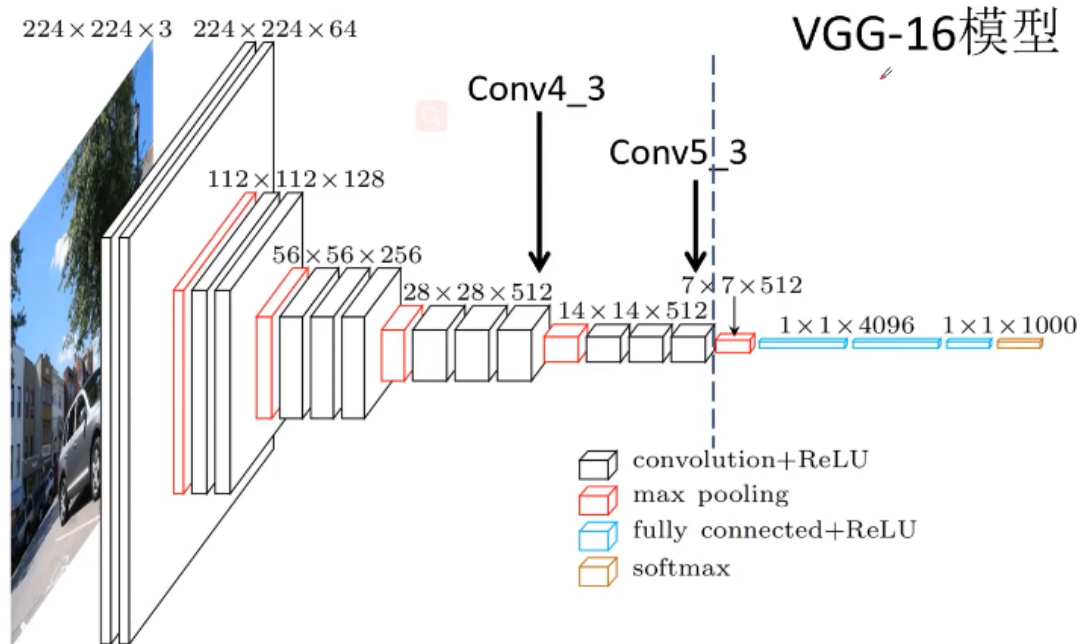 VGG-16模型
224×224×3
224×224×64
Conv4_3
Conv5_3
112×112×128
56×56×256
28×28×512
14×14×512
7×7×512
1×1×4096
1×1×1000
convolution+ReLU
max pooling
fully connected+ReLU
softmax